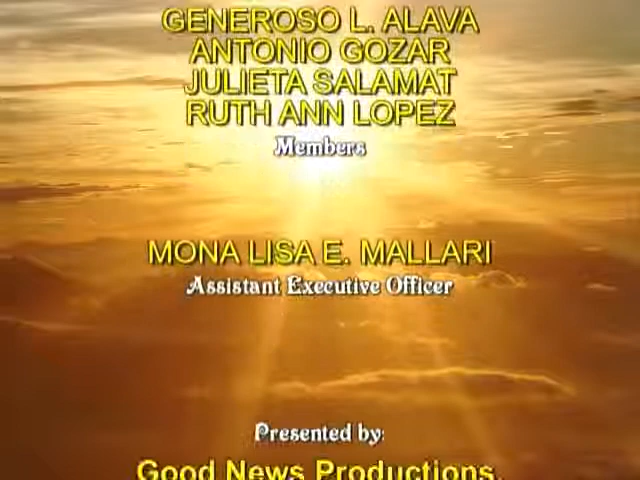 GENEROSO L. ALAVA
ANTONIO GOZAR
JULIETA SALAMAT
RUTH ANN LOPEZ
Members
MONA LISA E. MALLARI
Assistant Executive Officer
Presented by:
Good News Productions,